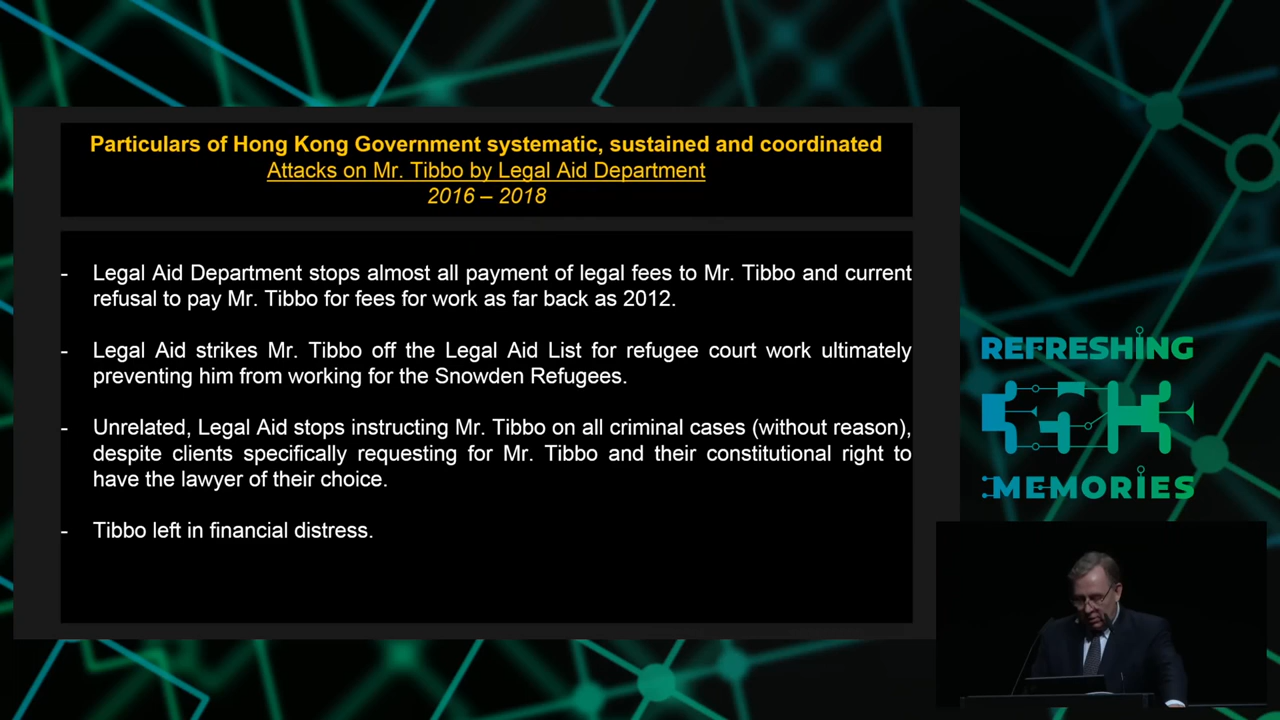 Particulars of Hong Kong Government systematic, sustained and coordinated
Attacks on Mr. Tibbo by Legal Aid Department
2016 – 2018
- Legal Aid Department stops almost all payment of legal fees to Mr. Tibbo and current
refusal to pay Mr. Tibbo for fees for work as far back as 2012.
- Legal Aid strikes Mr. Tibbo off the Legal Aid List for refugee court work ultimately
preventing him from working for the Snowden Refugees.
- Unrelated, Legal Aid stops instructing Mr. Tibbo on all criminal cases (without reason),
despite clients specifically requesting for Mr. Tibbo and their constitutional right to
have the lawyer of their choice.
- Tibbo left in financial distress.
REFRESHING
35C3
MEMORIES